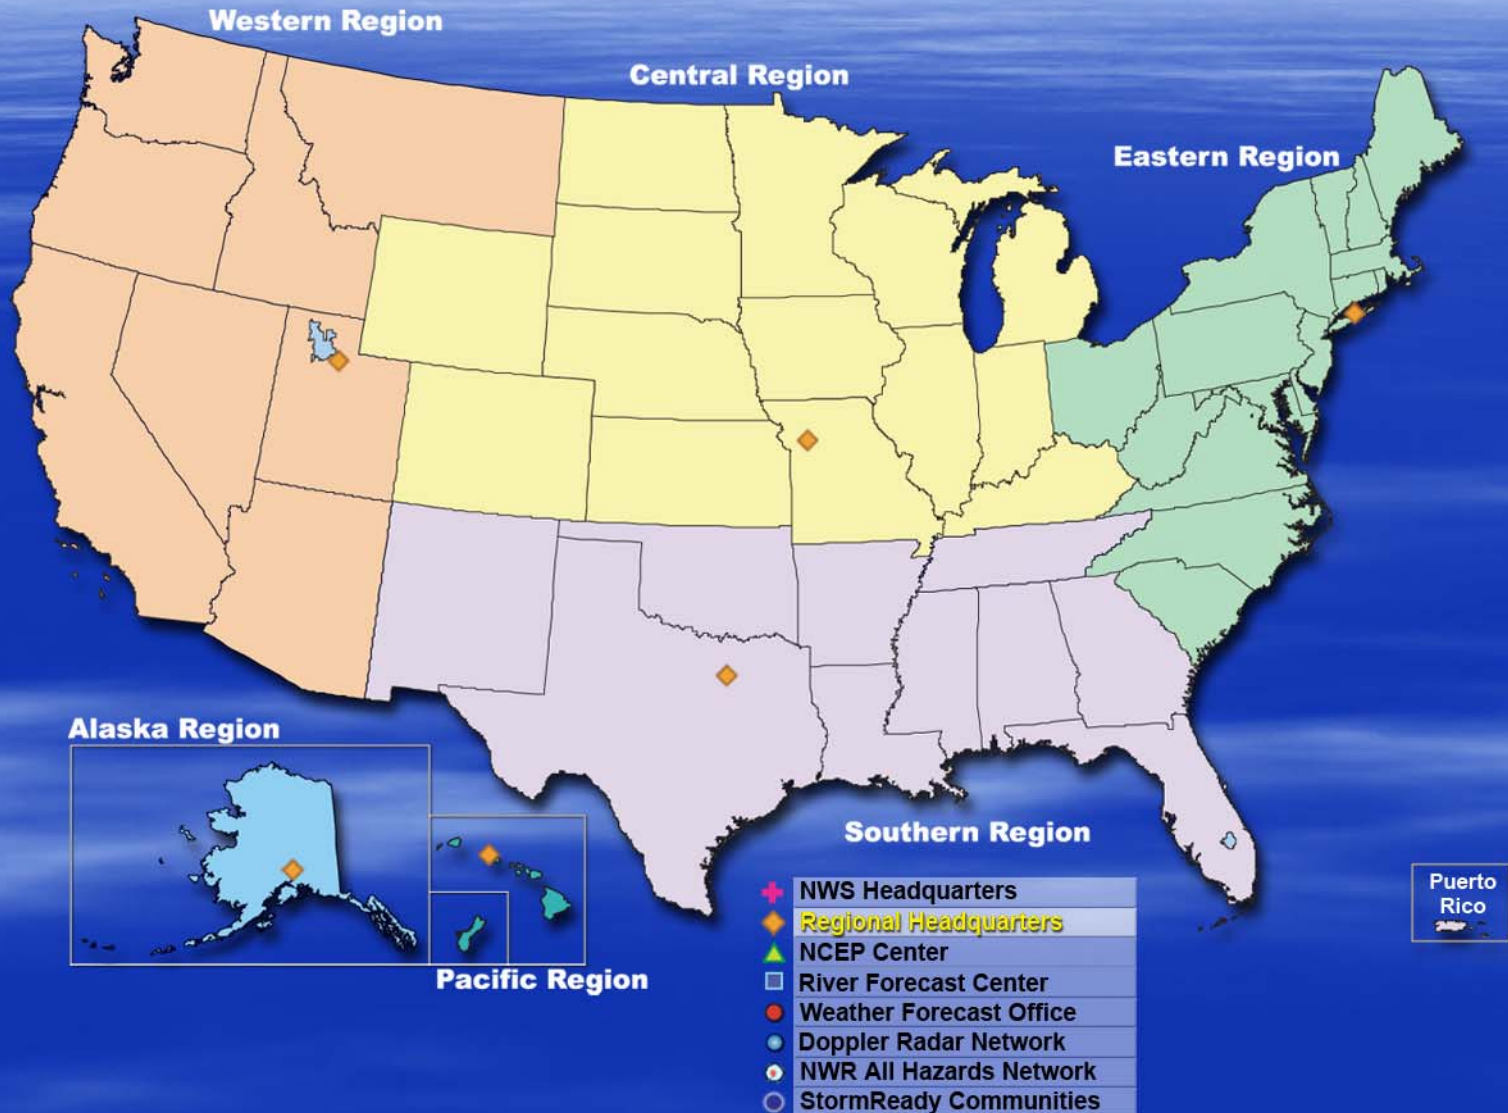 Western Region
Central Region
Eastern Region
Alaska Region
Southern Region
Puerto
Rico
Pacific Region
NWS Headquarters
Regional Headquarters
NCEP Center
River Forecast Center
Weather Forecast Office
Doppler Radar Network
NWR All Hazards Network
StormReady Communities